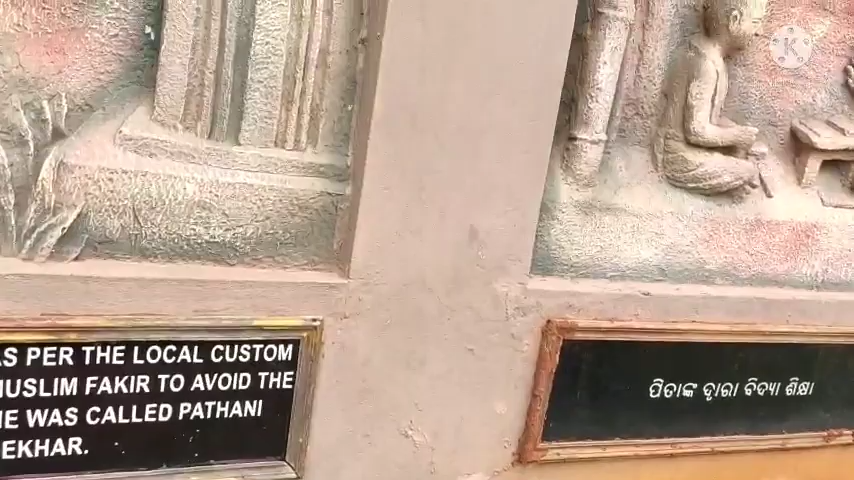 AS PER THE LOCAL CUSTOM
MUSLIM FAKIR TO AVOID THE
HE WAS CALLED PATHANI
EKHAR.
ପିତାଙ୍କ ଦ୍ୱାରା ବିଦ୍ୟା ଶିକ୍ଷା